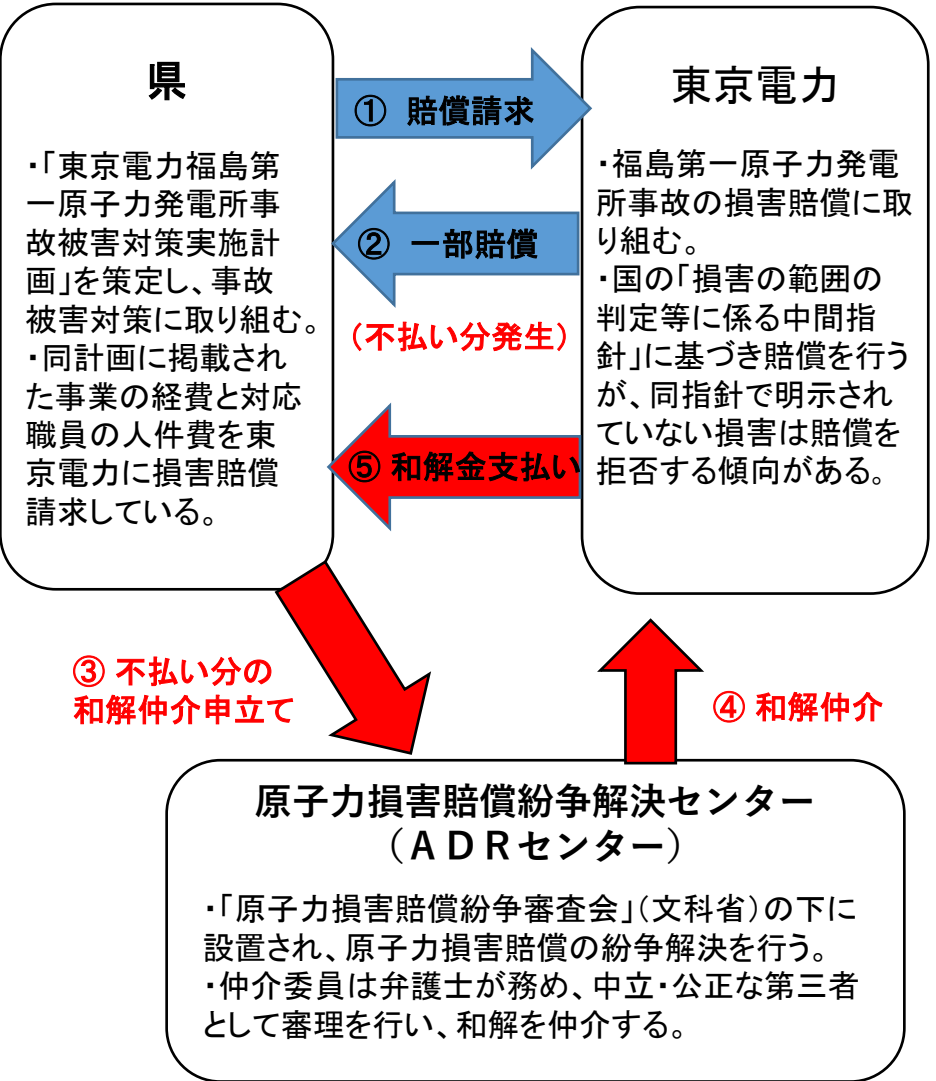 県
・「東京電力福島第
一原子力発電所事
故被害対策実施計
画」を策定し、事故
被害対策に取り組む。
・同計画に掲載され
た事業の経費と対応
職員の人件費を東
京電力に損害賠償
請求している。
① 賠償請求
② 一部賠償
（不払い分発生）
⑤ 和解金支払い
東京電力
・福島第一原子力発電
所事故の損害賠償に取
り組む。
・国の「損害の範囲の
判定等に係る中間指
針」に基づき賠償を行う
が、同指針で明示され
ていない損害は賠償を
拒否する傾向がある。
③ 不払い分の
和解仲介申立て
④ 和解仲介
原子力損害賠償紛争解決センター
（ＡＤＲセンター）
・「原子力損害賠償紛争審査会」（文科省）の下に
設置され、原子力損害賠償の紛争解決を行う。
・仲介委員は弁護士が務め、中立・公正な第三者
として審理を行い、和解を仲介する。